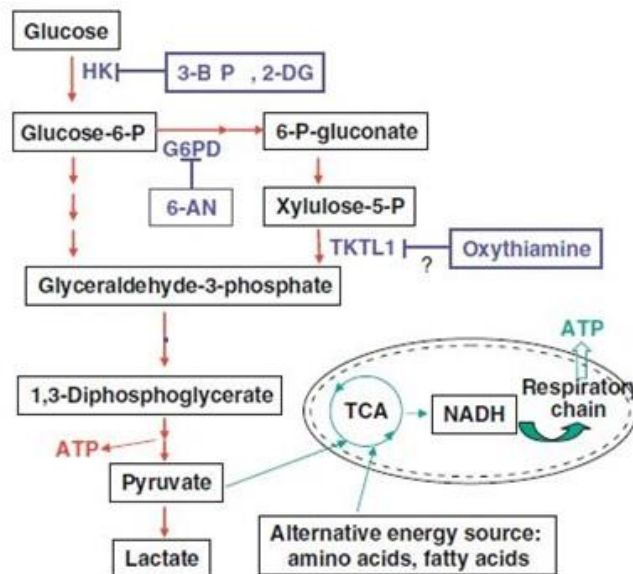 Glucose
HK
3-B P , 2-DG
Glucose-6-P
6-P-gluconate
G6PD
6-AN
Xylulose-5-P
TKTL1
?
Oxythiamine
Glyceraldehyde-3-phosphate
ATP
1,3-Diphosphoglycerate
TCA
NADH
Respiratory
chain
ATP
Pyruvate
Alternative energy source:
amino acids, fatty acids
Lactate